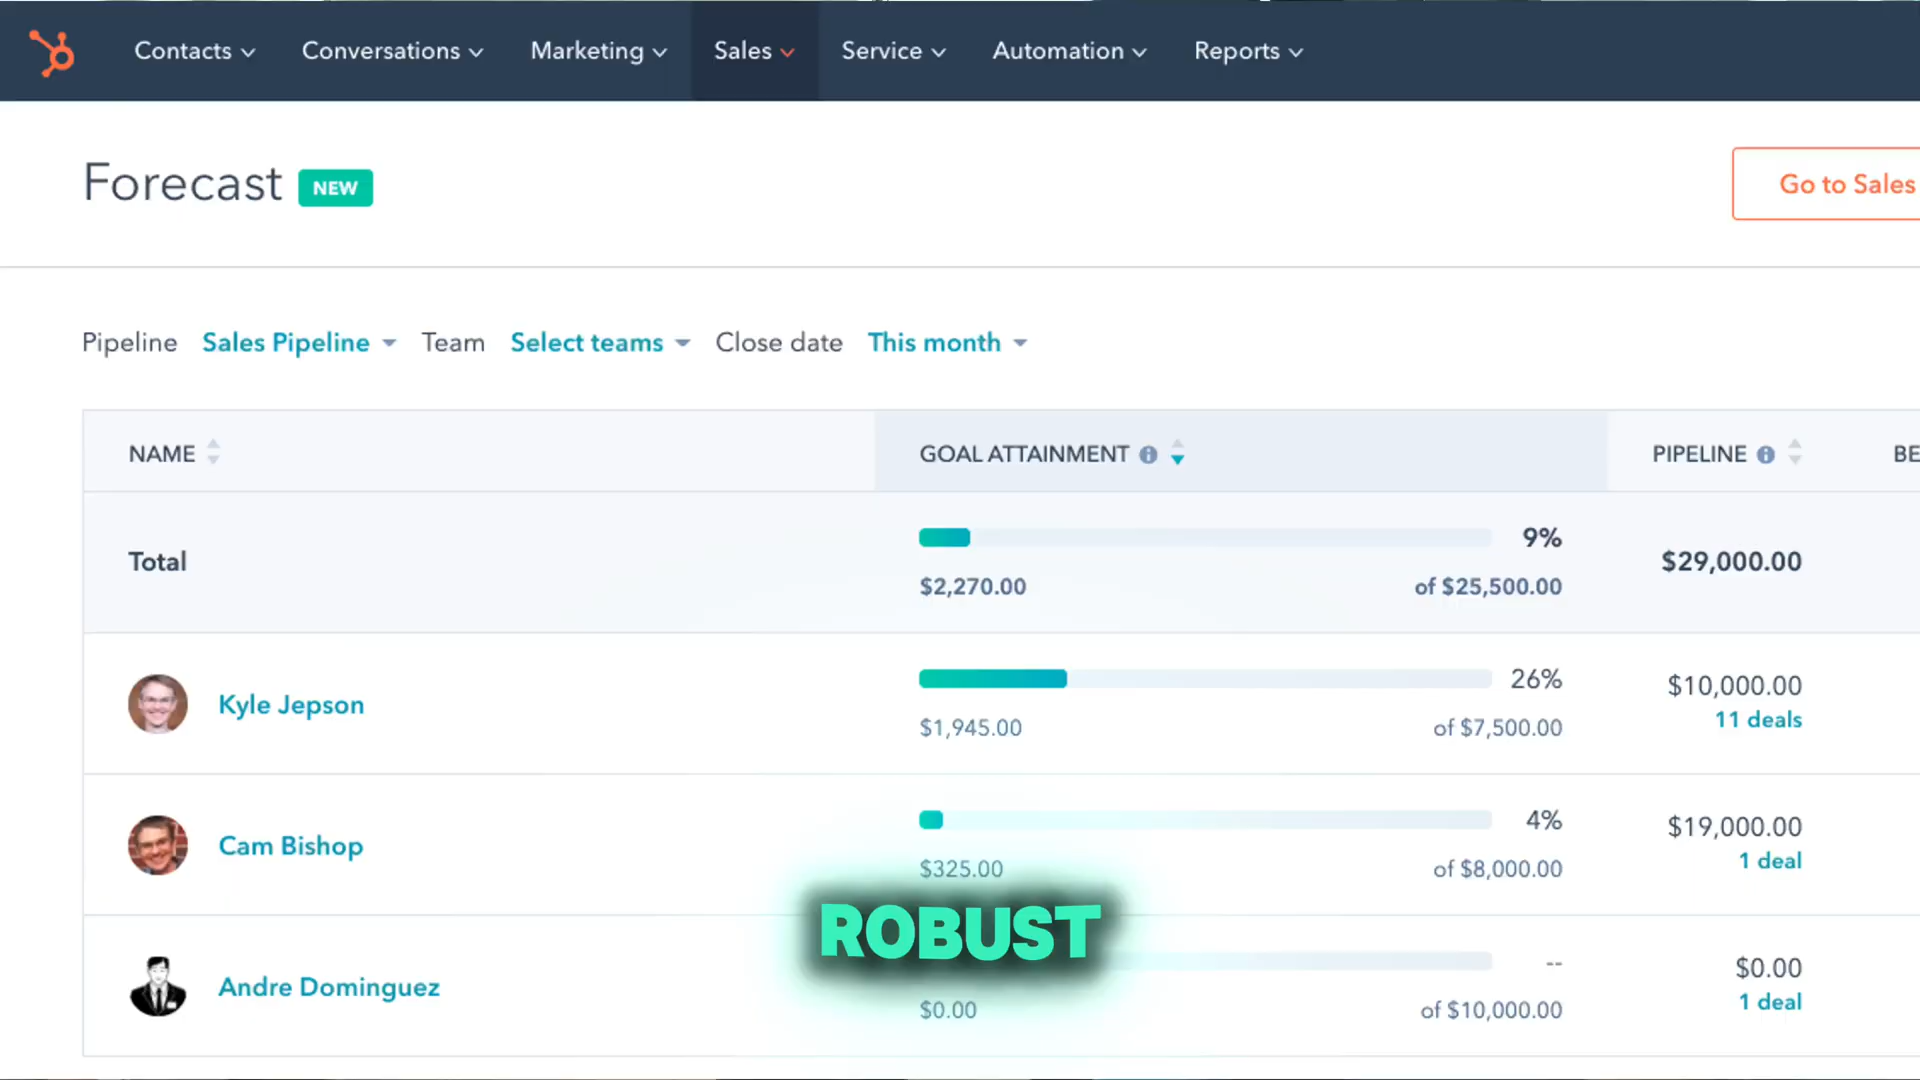 Contacts Conversations Marketing Sales Service Automation Reports
Forecast NEW
Go to Sales
Pipeline Sales Pipeline Team Select teams Close date This month
NAME GOAL ATTAINMENT PIPELINE BE
Total
9%
$2,270.00 of $25,500.00
$29,000.00
Kyle Jepson
26%
$1,945.00 of $7,500.00
$10,000.00
11 deals
Cam Bishop
4%
$325.00 of $8,000.00
$19,000.00
1 deal
ROBUST
Andre Dominguez
--
$0.00 of $10,000.00
$0.00
1 deal